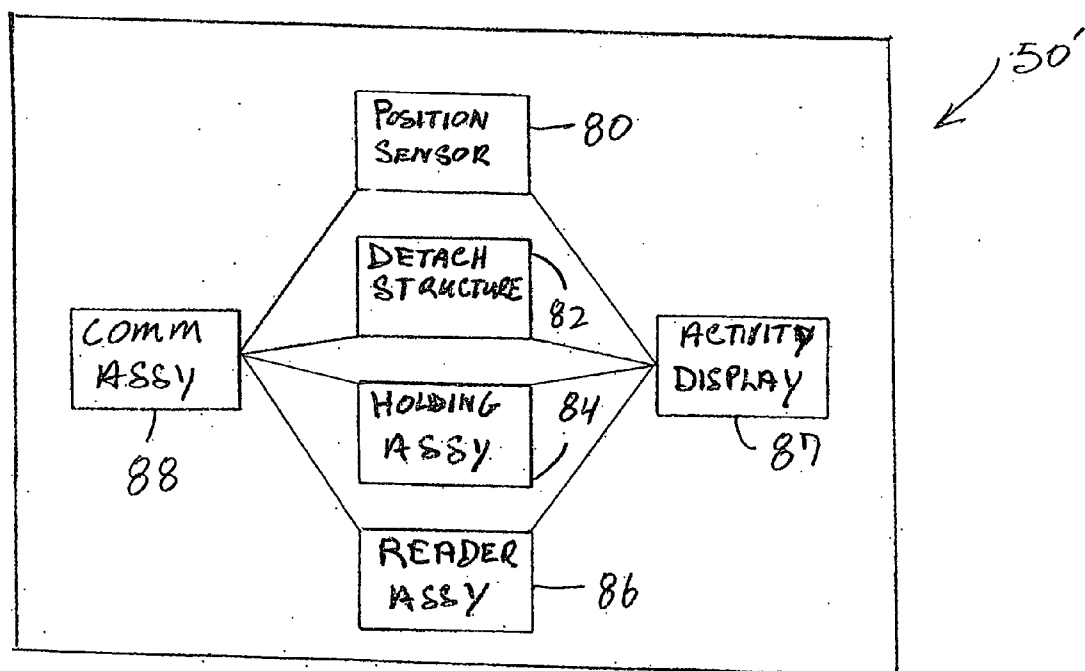 50'
POSITION
SENSOR
80
DETACH
STRUCTURE
82
COMM
ASSY
88
HOLDING
ASSY
84
ACTIVITY
DISPLAY
87
READER
ASSY
86